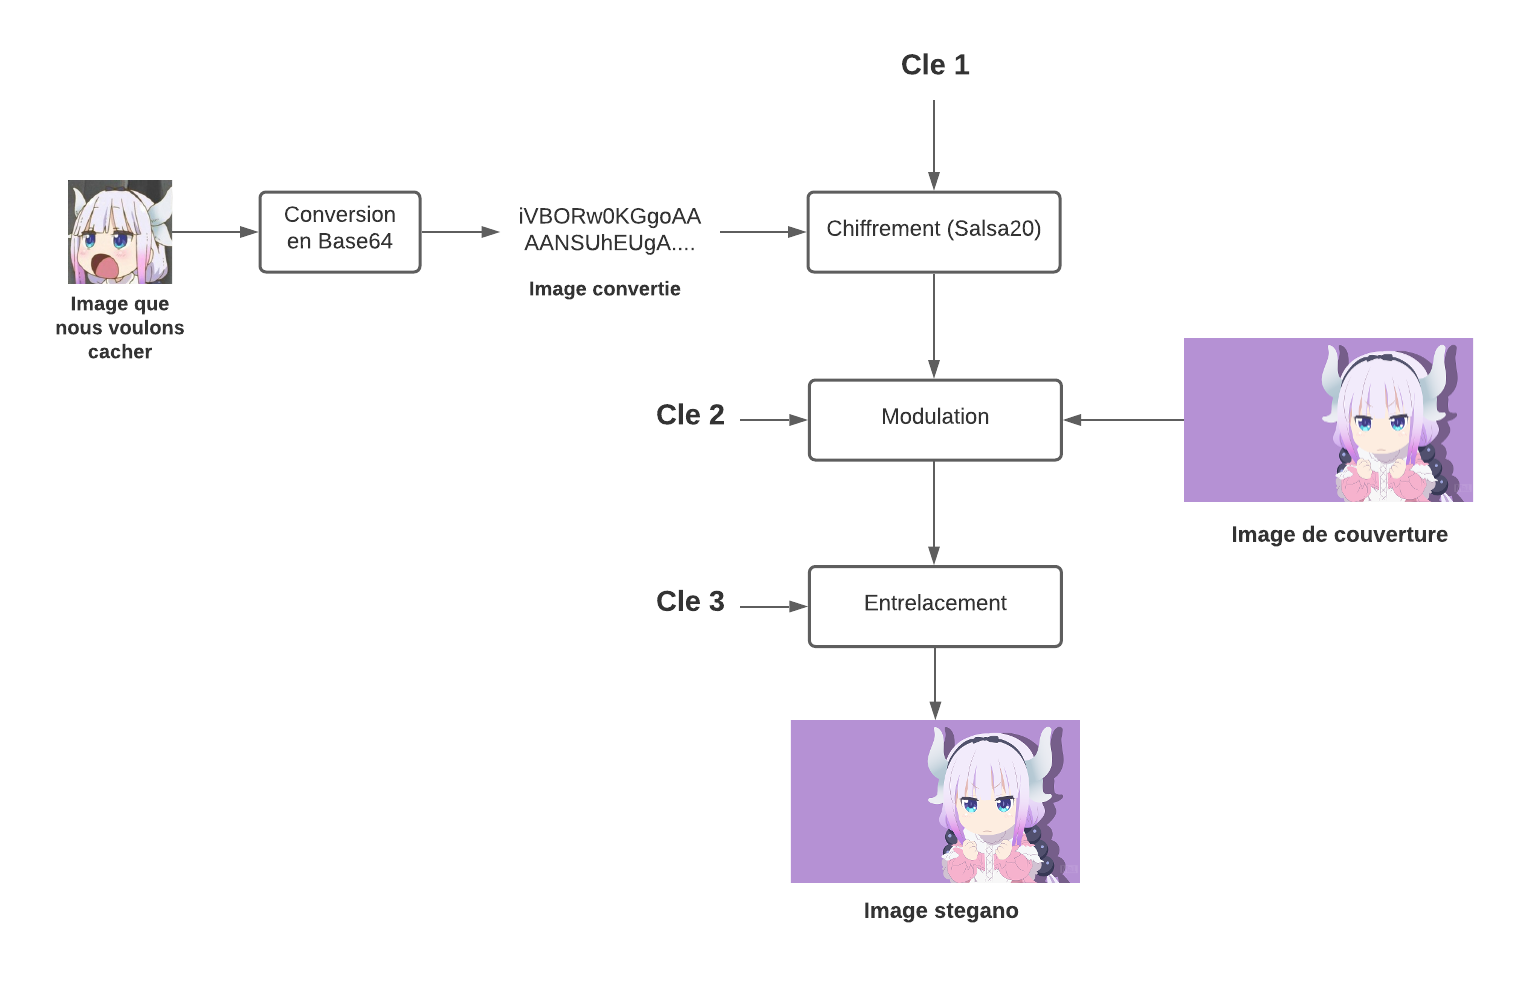 Cle 1
Conversion
en Base64
iVBORw0KGgoAA
AANSUhEUgA....
Image convertie
Chiffrement (Salsa20)
Image que
nous voulons
cacher
Cle 2
Modulation
Image de couverture
Cle 3
Entrelacement
Image stegano